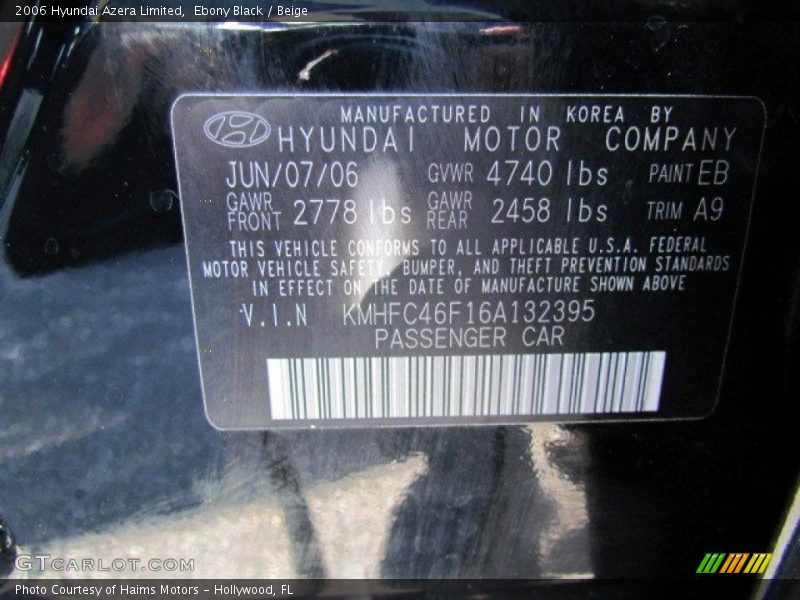 2006 Hyundai Azera Limited, Ebony Black / Beige
MANUFACTURED IN KOREA BY
HYUNDAI MOTOR COMPANY
JUN/07/06 GVWR 4740 lbs PAINT EB
GAWR FRONT 2778 lbs GAWR REAR 2458 lbs TRIM A9
THIS VEHICLE CONFORMS TO ALL APPLICABLE U.S.A. FEDERAL
MOTOR VEHICLE SAFETY, BUMPER, AND THEFT PREVENTION STANDARDS
IN EFFECT ON THE DATE OF MANUFACTURE SHOWN ABOVE
V.I.N KMHFC46F16A132395
PASSENGER CAR
GTCARLOT.COM
Photo Courtesy of Haims Motors – Hollywood, FL